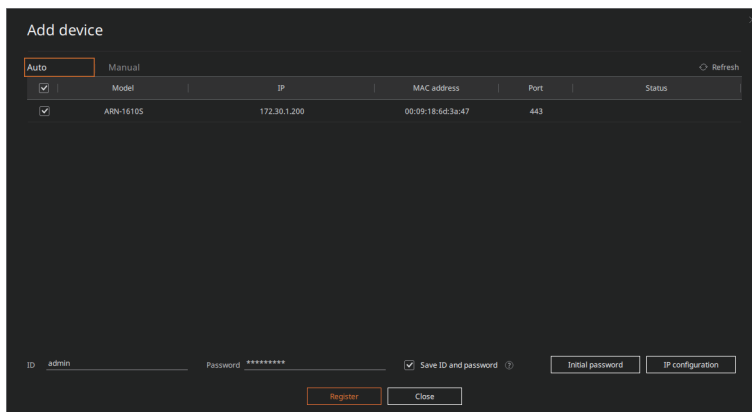 Add device
Auto Manual Refresh
Model IP MAC address Port Status
ARN-1610S 172.30.1.200 00:09:18:6d:3a:47 443
ID admin Password ********* Save ID and password ? Initial password IP configuration
Register Close